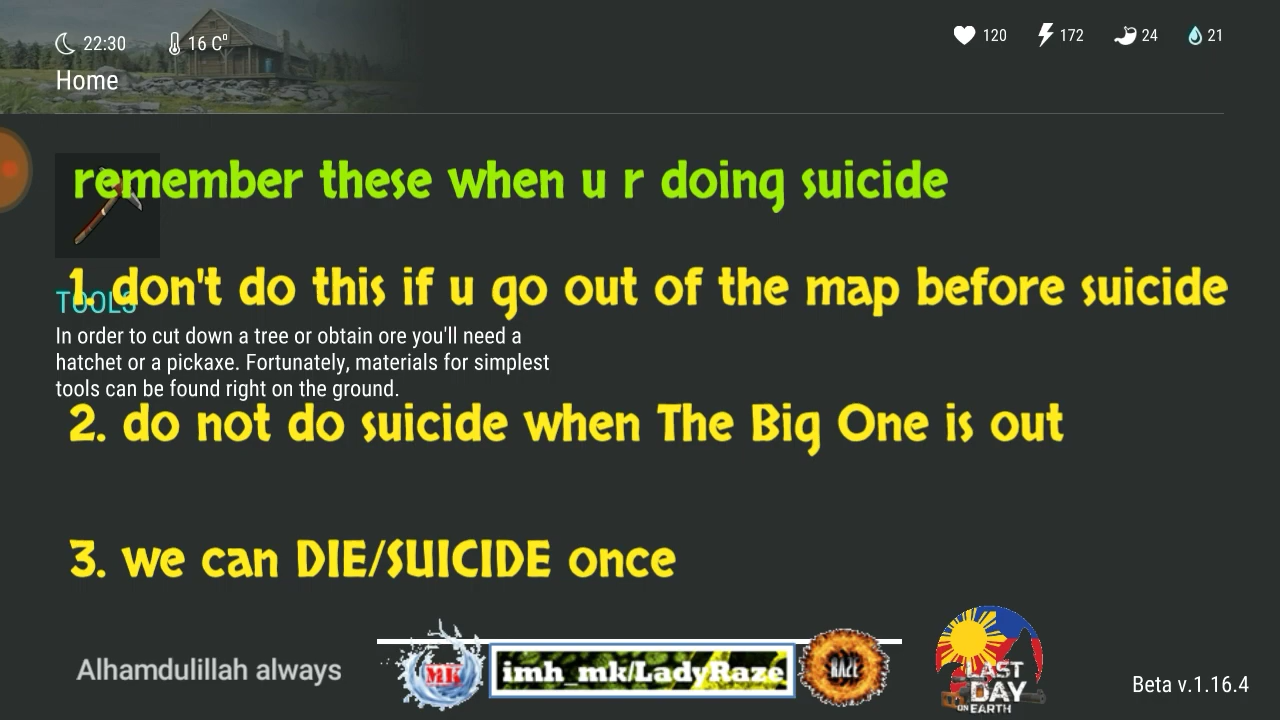 22:30 16 C° 120 172 24 21
Home
remember these when u r doing suicide
1. don't do this if u go out of the map before suicide
TOOLS
In order to cut down a tree or obtain ore you'll need a
hatchet or a pickaxe. Fortunately, materials for simplest
tools can be found right on the ground.
2. do not do suicide when The Big One is out
3. we can DIE/SUICIDE once
Alhamdulillah always
MK
imh_mk/LadyRaze
RAZE
LAST
DAY
ON EARTH
Beta v.1.16.4